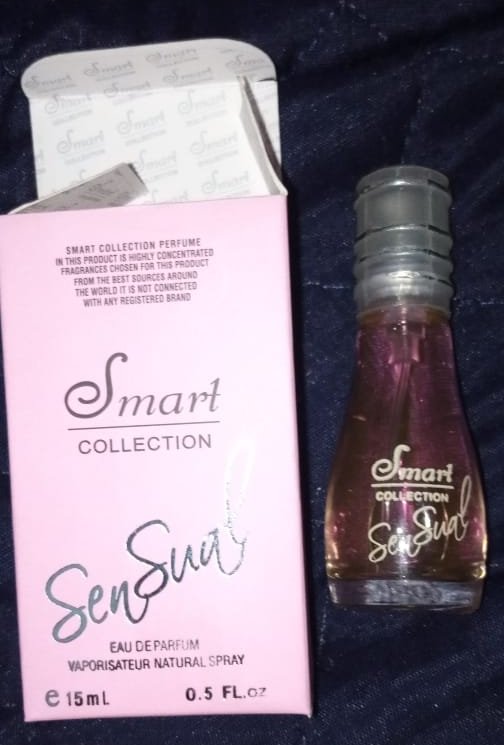 Smart
COLLECTION
SMART COLLECTION PERFUME
IN THIS PRODUCT IS HIGHLY CONCENTRATED
FRAGRANCES CHOSEN FOR THIS PRODUCT
FROM THE BEST SOURCES AROUND
THE WORLD IT IS NOT CONNECTED
WITH ANY REGISTERED BRAND
Smart
COLLECTION
SenSual
EAU DE PARFUM
VAPORISATEUR NATURAL SPRAY
e 15mL 0.5 FL.oz
Smart
COLLECTION
SenSual